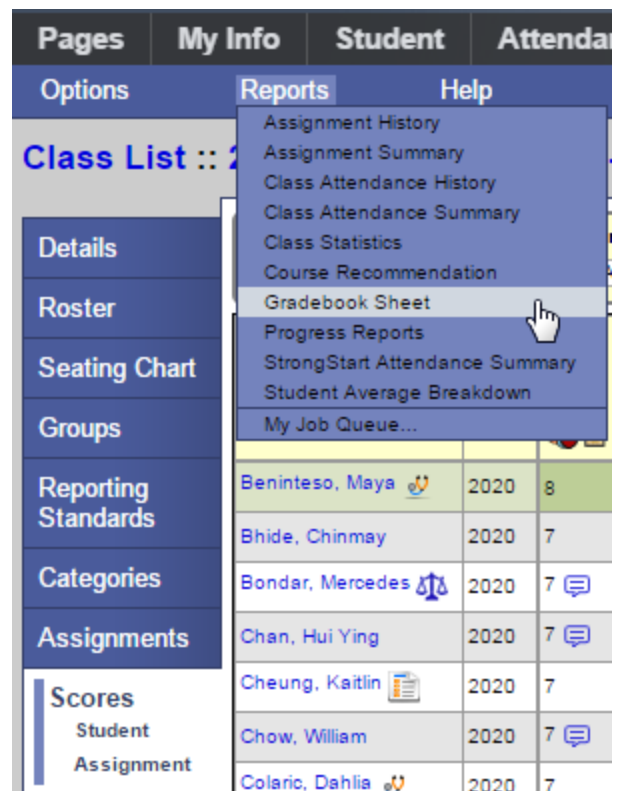 Pages My Info Student Attenda
Options Reports Help
Class List ::
Assignment History
Assignment Summary
Class Attendance History
Class Attendance Summary
Class Statistics
Course Recommendation
Gradebook Sheet
Progress Reports
StrongStart Attendance Summary
Student Average Breakdown
My Job Queue...
Details
Roster
Seating Chart
Groups
Reporting
Standards
Categories
Assignments
Scores
Student
Assignment
Beninteso, Maya 2020 8
Bhide, Chinmay 2020 7
Bondar, Mercedes 2020 7
Chan, Hui Ying 2020 7
Cheung, Kaitlin 2020 7
Chow, William 2020 7
Colaric, Dahlia 2020 7